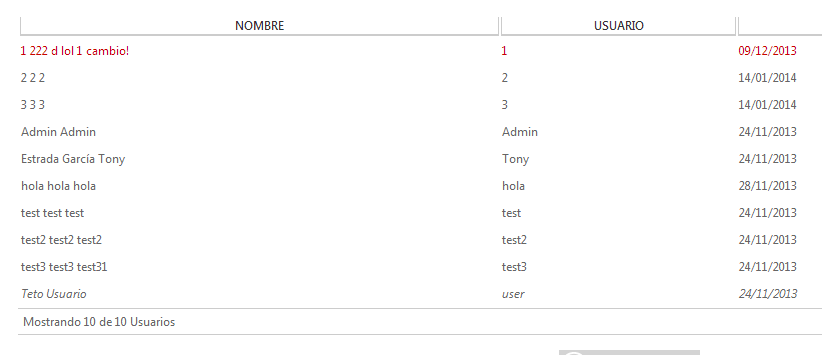 NOMBRE USUARIO
1 222 d lol 1 cambio! 1 09/12/2013
2 2 2 2 14/01/2014
3 3 3 3 14/01/2014
Admin Admin Admin 24/11/2013
Estrada García Tony Tony 24/11/2013
hola hola hola hola 28/11/2013
test test test test 24/11/2013
test2 test2 test2 test2 24/11/2013
test3 test3 test31 test3 24/11/2013
Teto Usuario user 24/11/2013
Mostrando 10 de 10 Usuarios